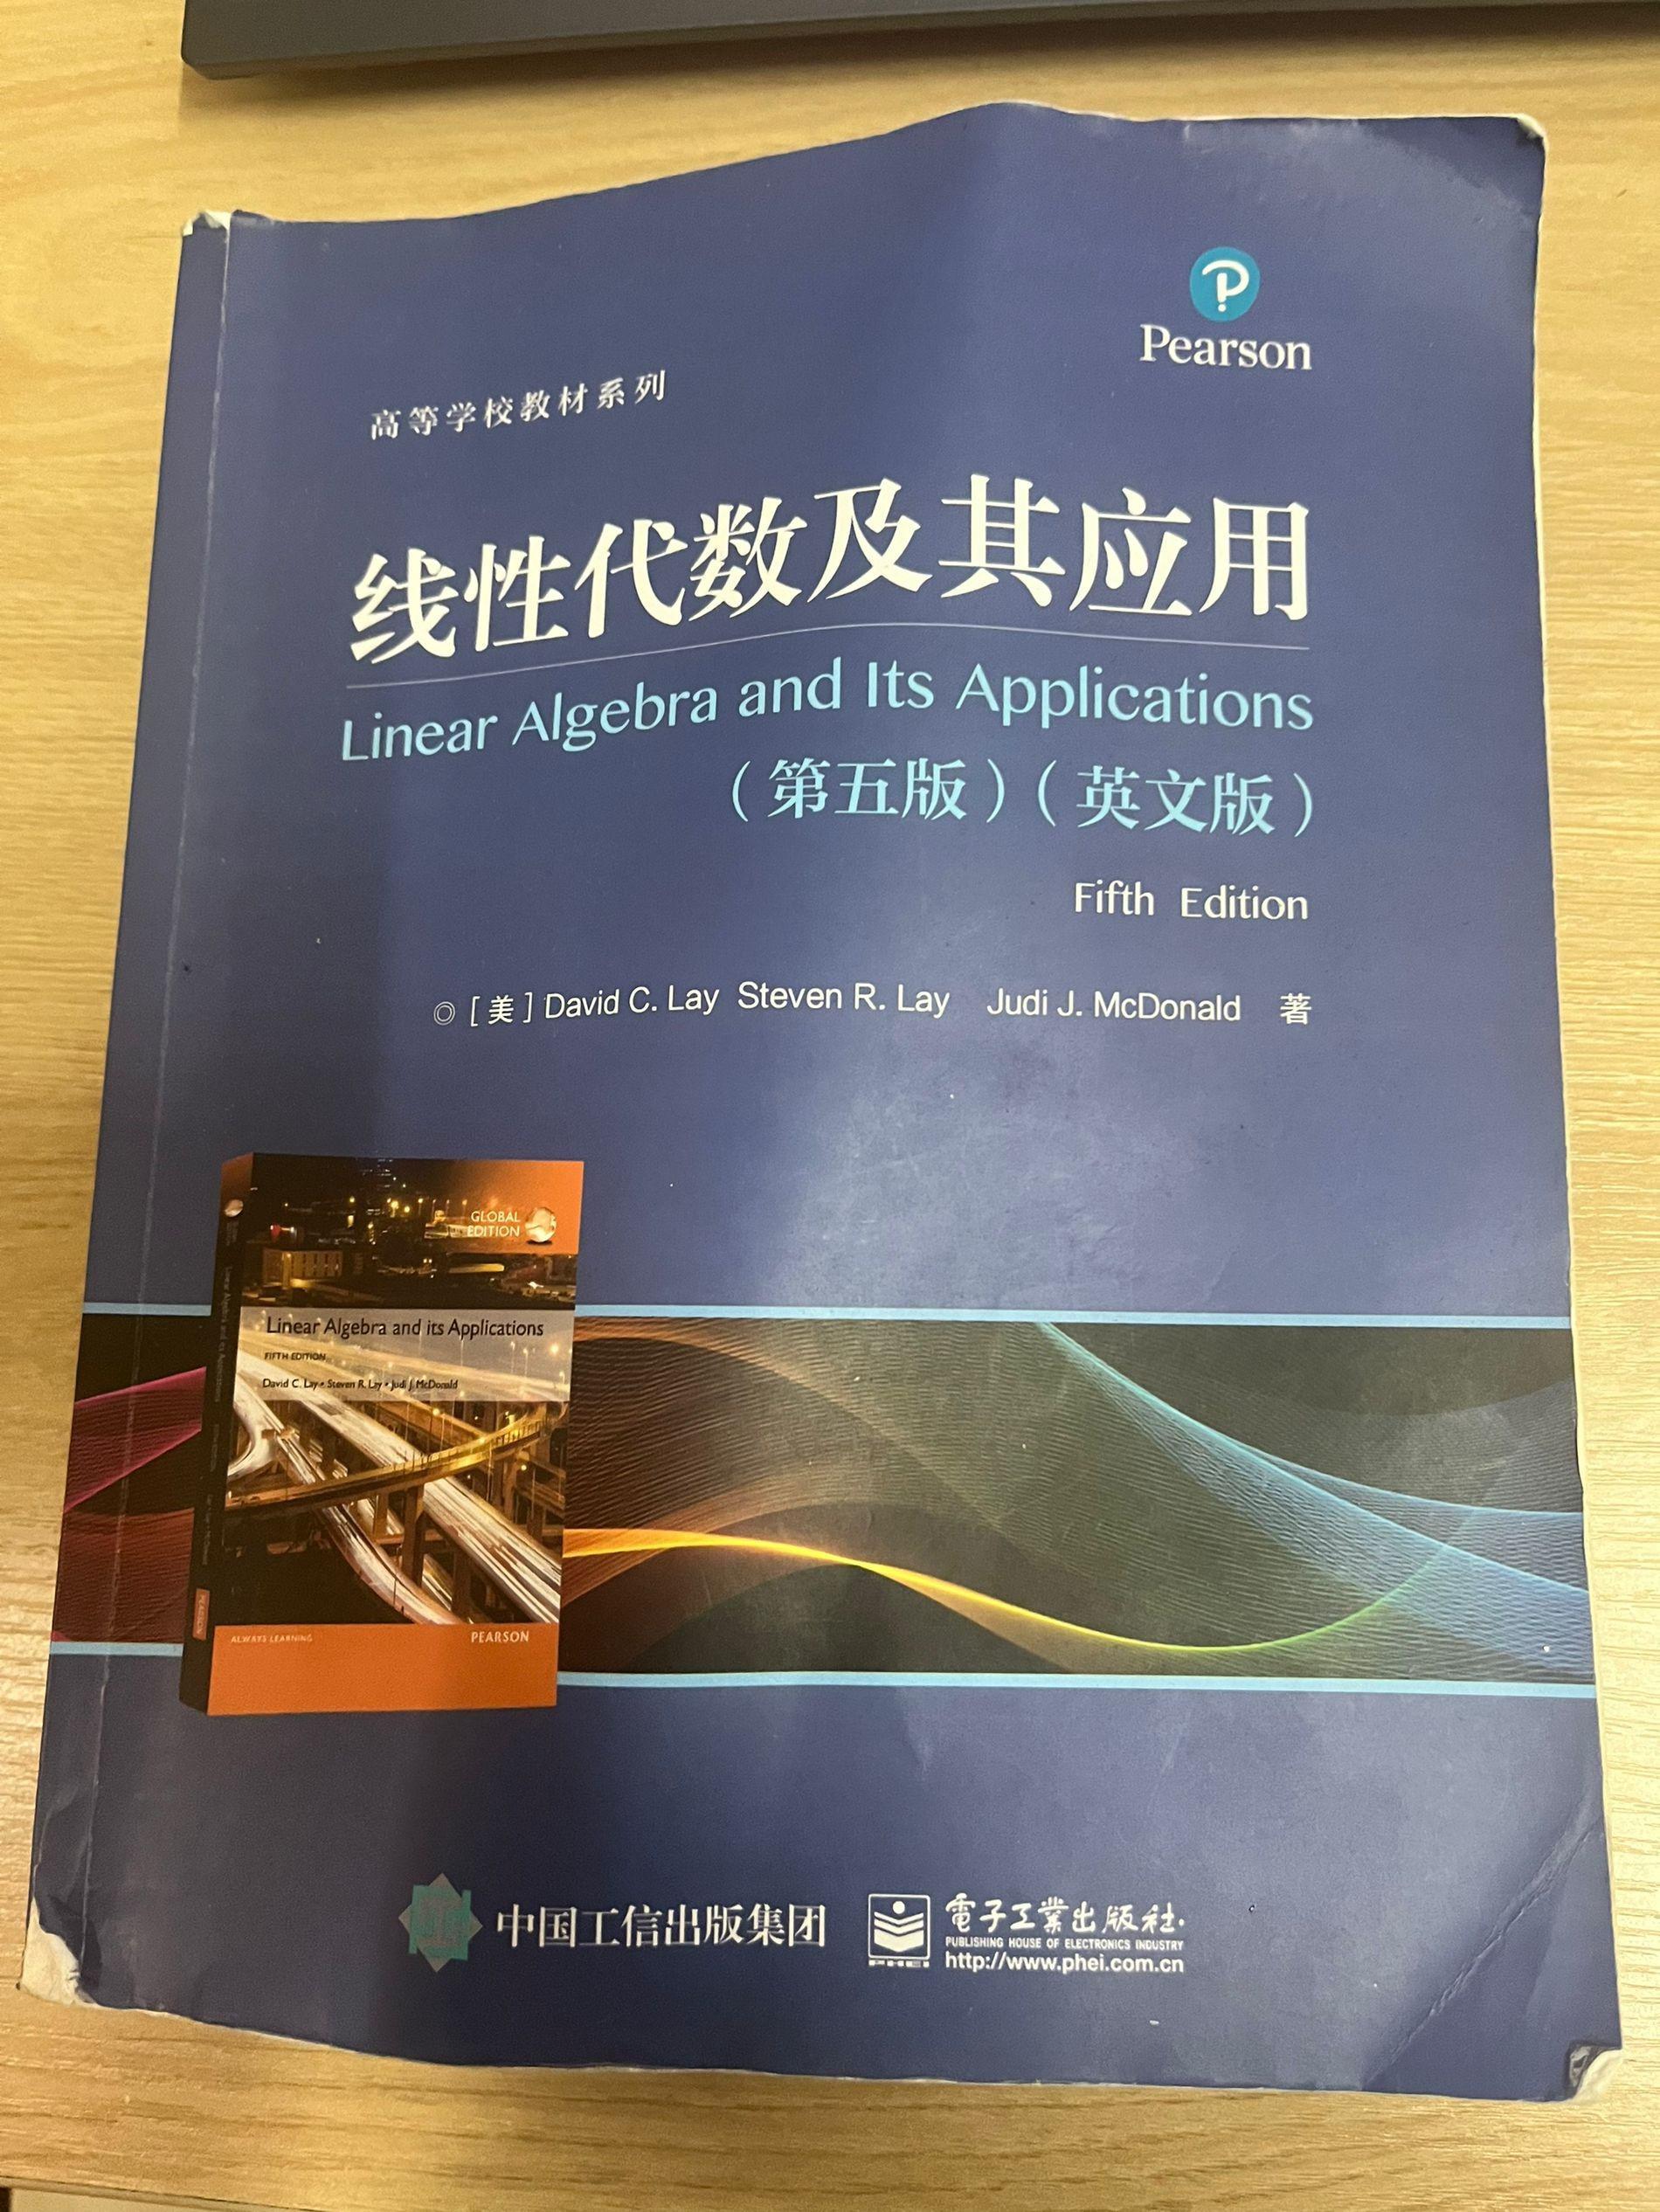 Pearson
高等学校教材系列
线性代数及其应用
Linear Algebra and Its Applications
（第五版）（英文版）
Fifth Edition
◎ [美] David C. Lay Steven R. Lay Judi J. McDonald 著
GLOBAL
EDITION
Linear Algebra and its Applications
FIFTH EDITION
David C. Lay • Steven R. Lay • Judi J. McDonald
ALWAYS LEARNING
PEARSON
中国工信出版集团
電子工業出版社.
PUBLISHING HOUSE OF ELECTRONICS INDUSTRY
http://www.phei.com.cn